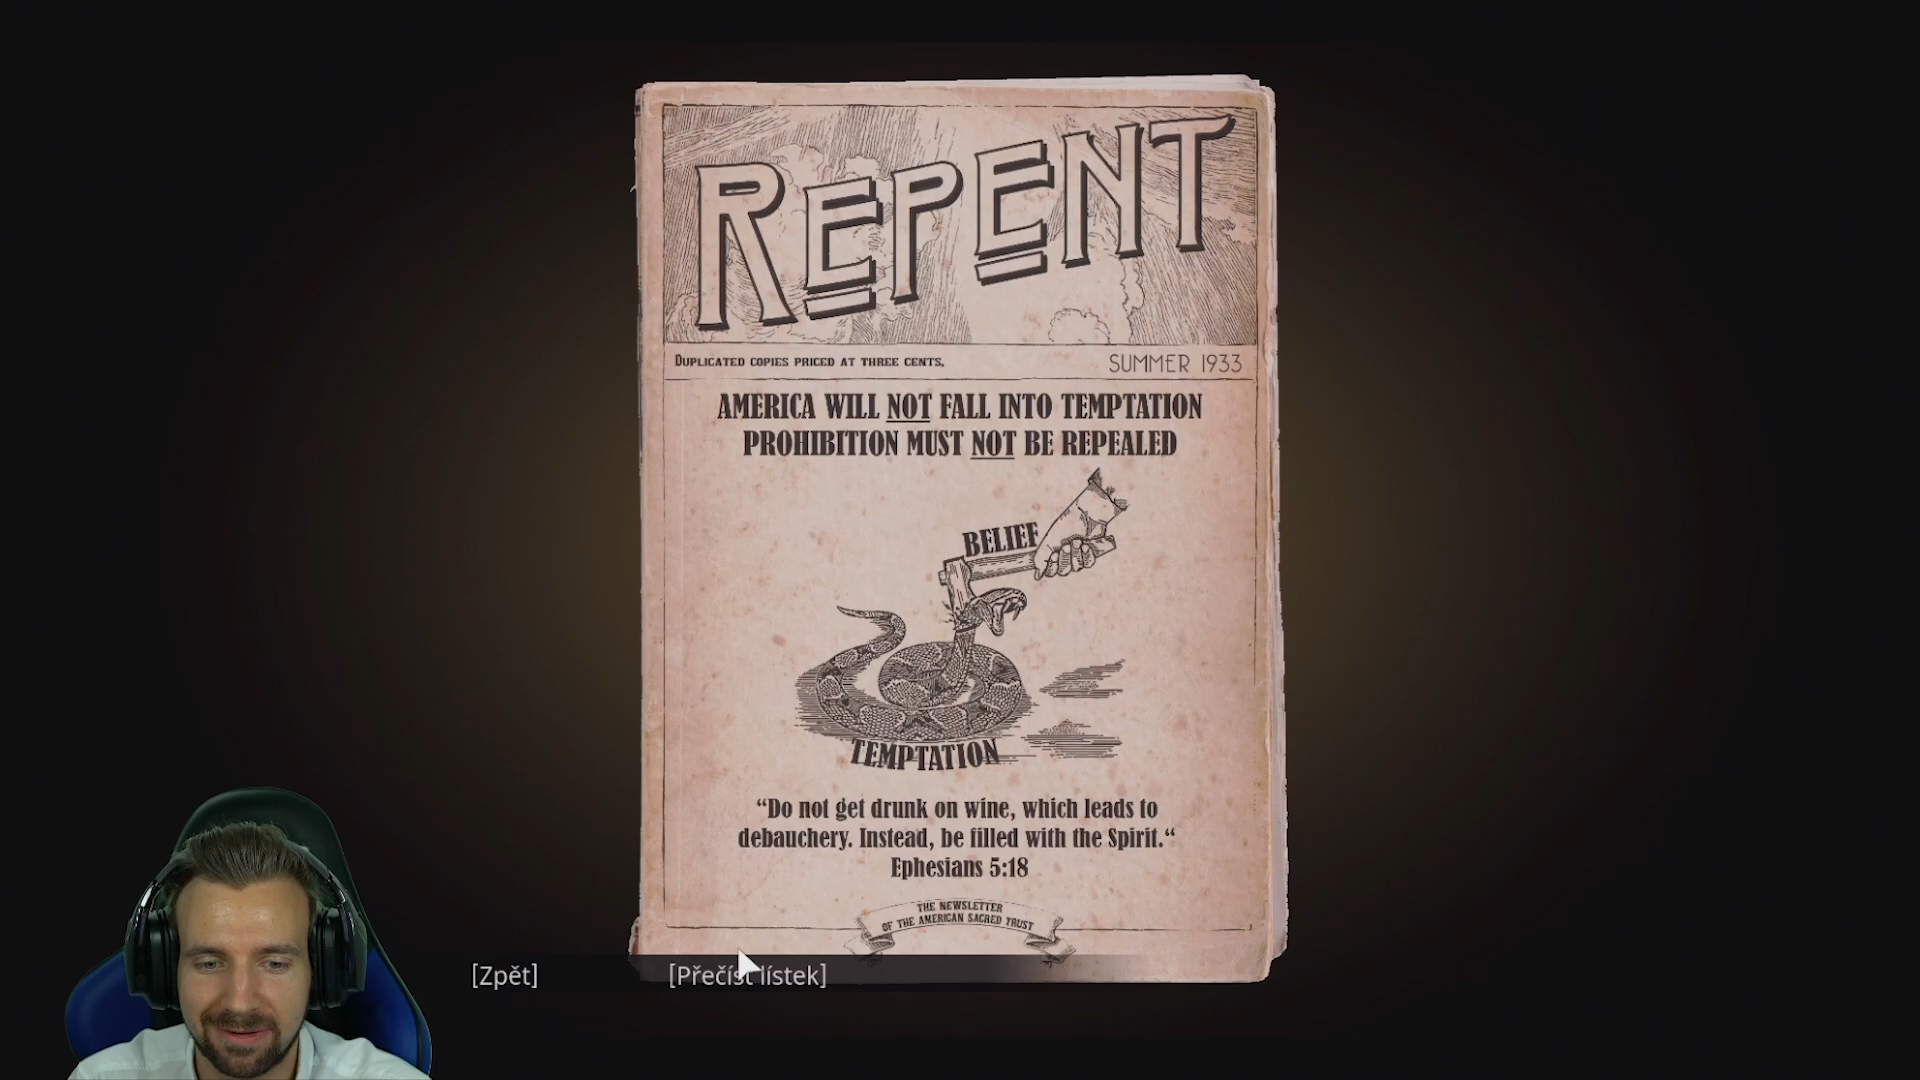 REPENT
DUPLICATED COPIES PRICED AT THREE CENTS.
SUMMER 1933
AMERICA WILL NOT FALL INTO TEMPTATION
PROHIBITION MUST NOT BE REPEALED
BELIEF
TEMPTATION
“Do not get drunk on wine, which leads to
debauchery. Instead, be filled with the Spirit.“
Ephesians 5:18
THE NEWSLETTER
OF THE AMERICAN SACRED TRUST
[Zpět] [Přečíst lístek]